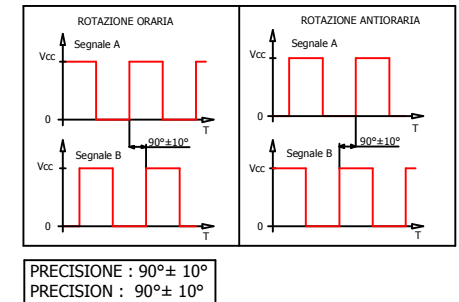 ROTAZIONE ORARIA
Segnale A
Vcc
0
T
90°±10°
Segnale B
Vcc
0
T
ROTAZIONE ANTIORARIA
Segnale A
Vcc
0
T
90°±10°
Segnale B
Vcc
0
T
PRECISIONE : 90°± 10°
PRECISION : 90°± 10°